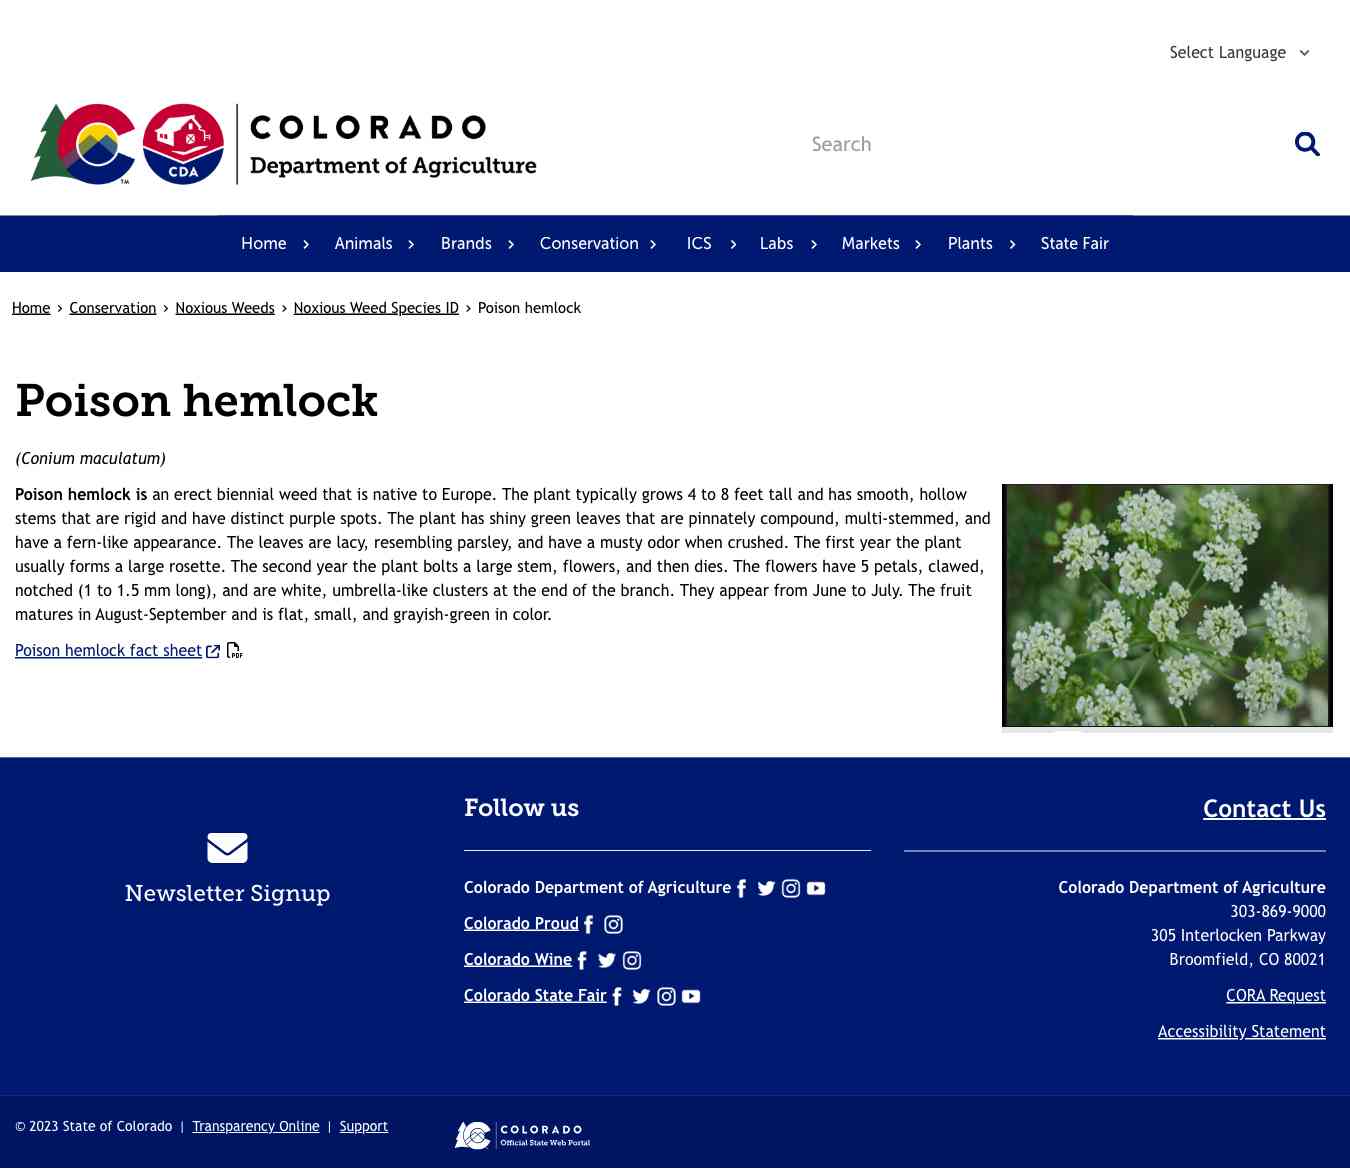 Select Language
TM
CDA
COLORADO
Department of Agriculture
Search
Home Animals Brands Conservation ICS Labs Markets Plants State Fair
Home › Conservation › Noxious Weeds › Noxious Weed Species ID › Poison hemlock
Poison hemlock
(Conium maculatum)
Poison hemlock is an erect biennial weed that is native to Europe. The plant typically grows 4 to 8 feet tall and has smooth, hollow
stems that are rigid and have distinct purple spots. The plant has shiny green leaves that are pinnately compound, multi-stemmed, and
have a fern-like appearance. The leaves are lacy, resembling parsley, and have a musty odor when crushed. The first year the plant
usually forms a large rosette. The second year the plant bolts a large stem, flowers, and then dies. The flowers have 5 petals, clawed,
notched (1 to 1.5 mm long), and are white, umbrella-like clusters at the end of the branch. They appear from June to July. The fruit
matures in August-September and is flat, small, and grayish-green in color.
Poison hemlock fact sheet PDF
Newsletter Signup
Follow us
Colorado Department of Agriculture
Colorado Proud
Colorado Wine
Colorado State Fair
Contact Us
Colorado Department of Agriculture
303-869-9000
305 Interlocken Parkway
Broomfield, CO 80021
CORA Request
Accessibility Statement
© 2023 State of Colorado | Transparency Online | Support
COLORADO
Official State Web Portal